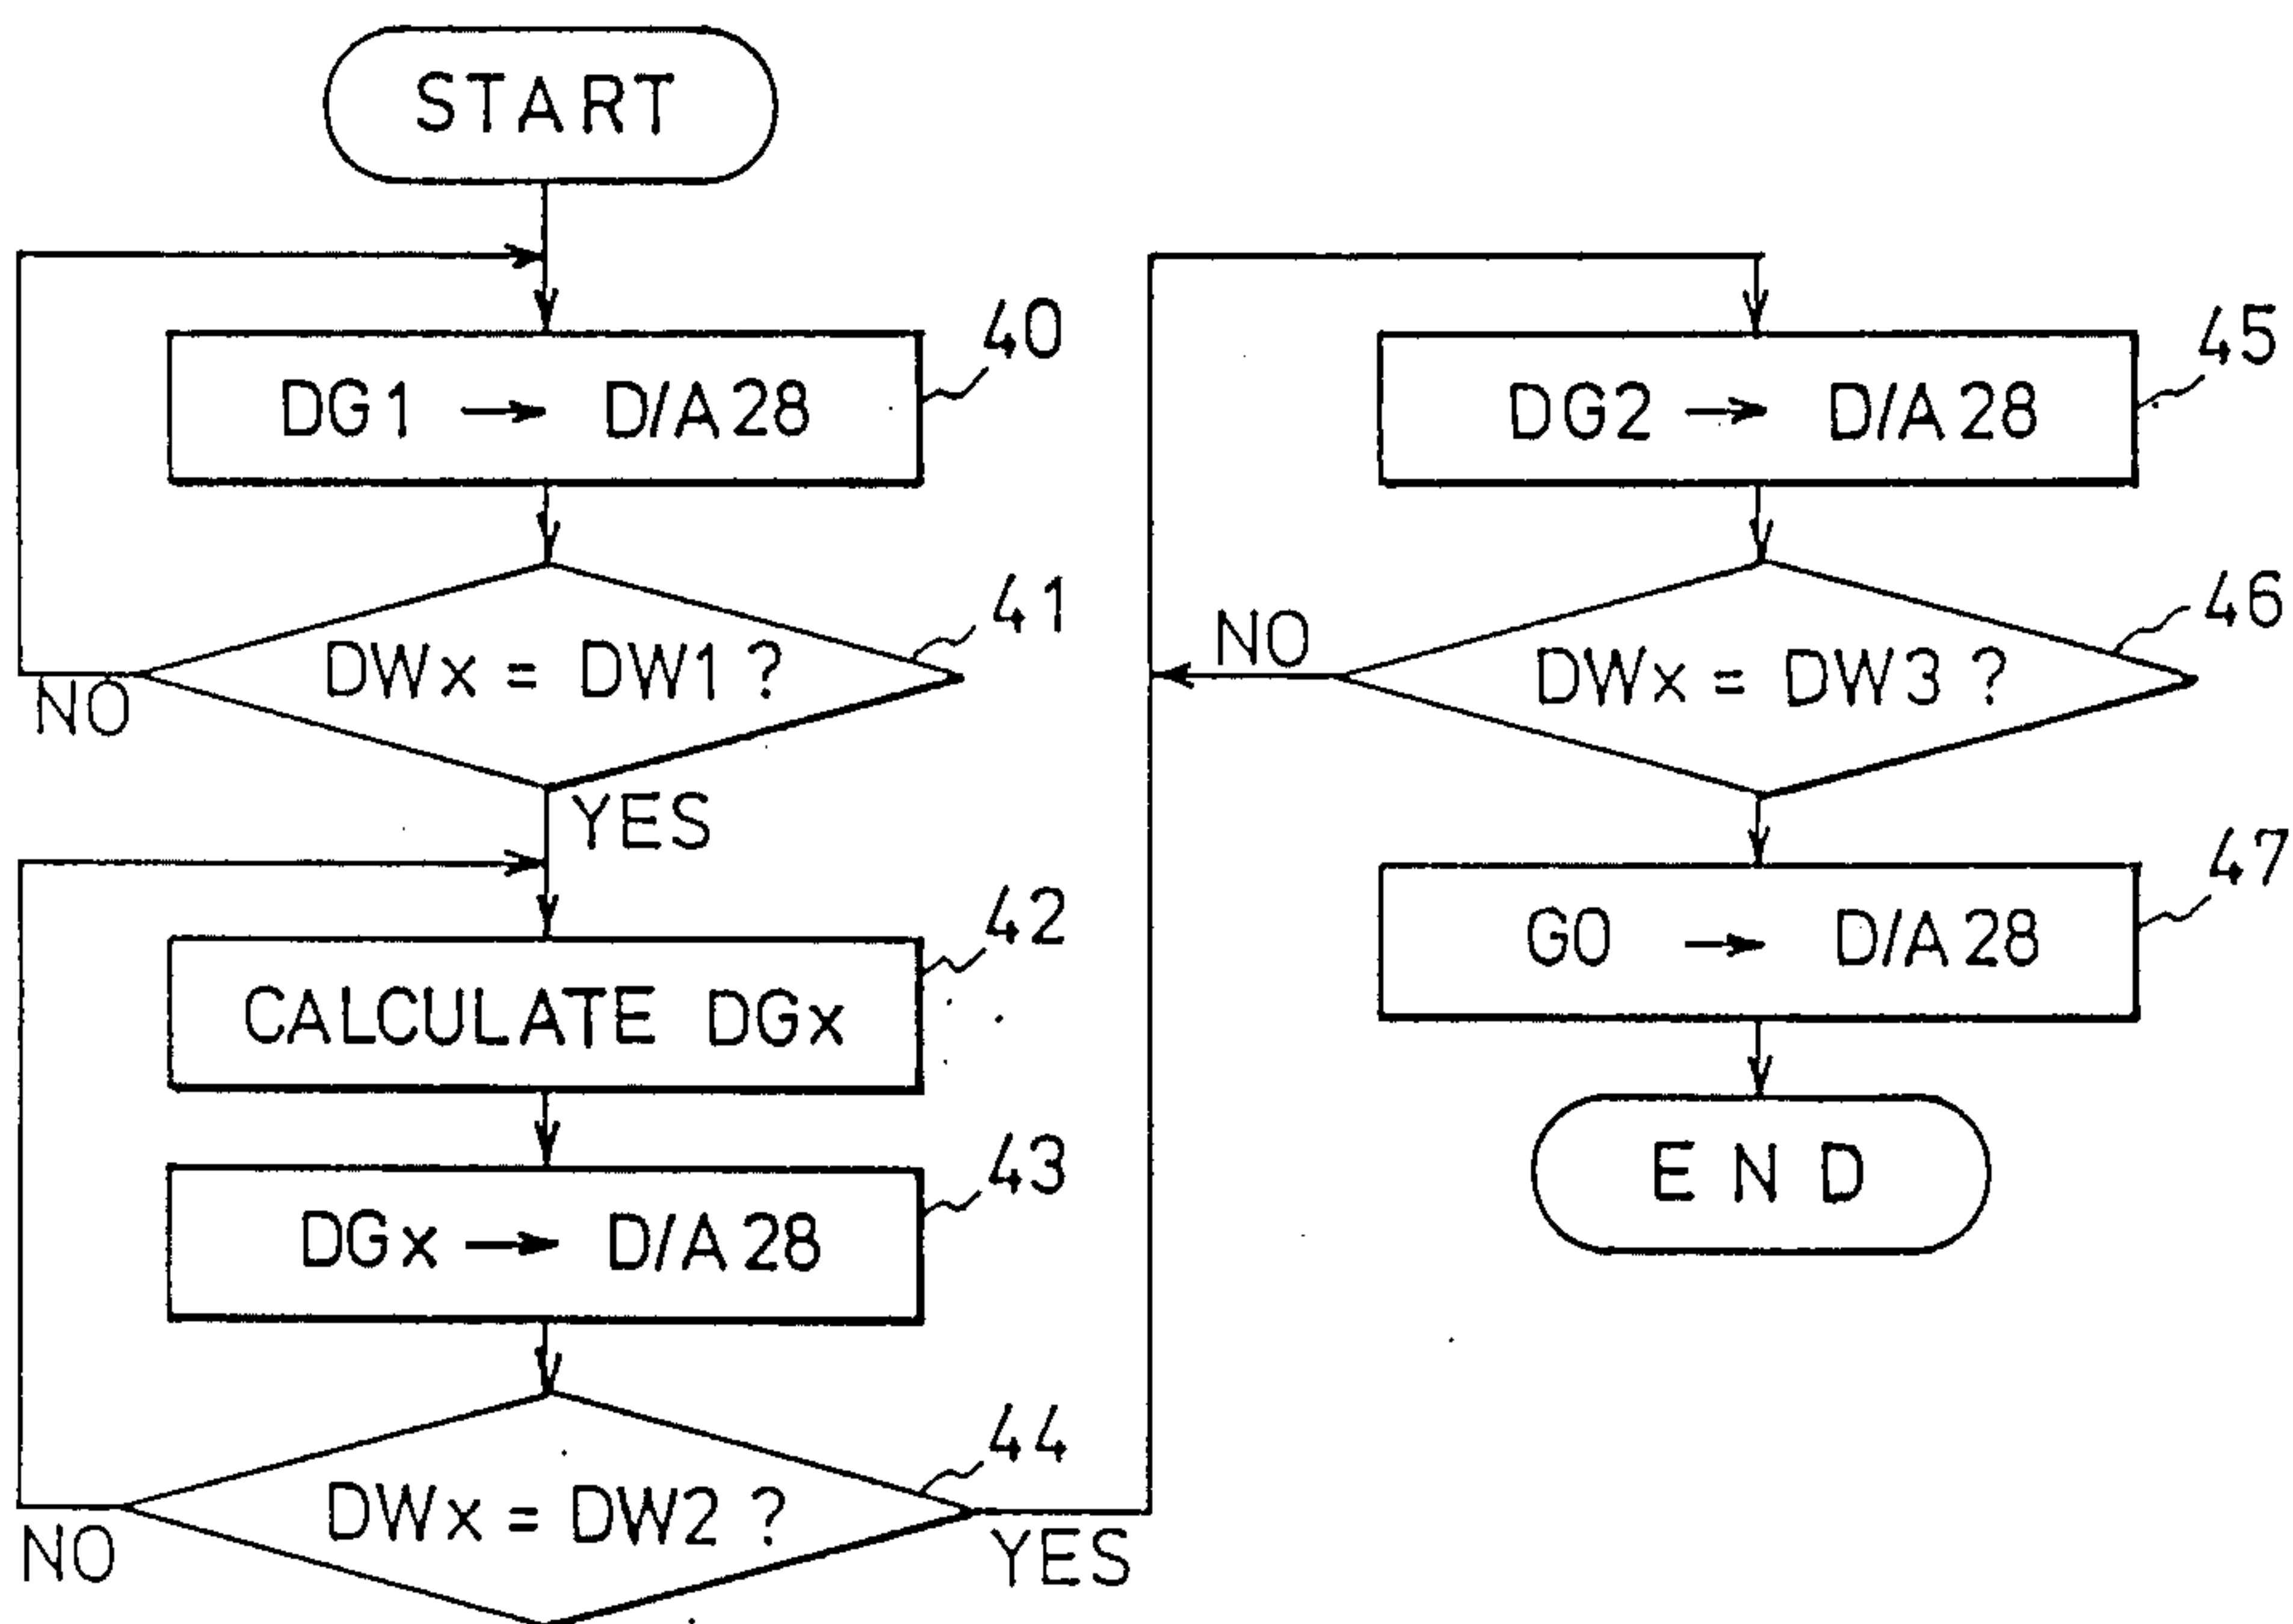 START
40
DG1 → D/A 28
41
DWx = DW1 ?
NO
YES
42
CALCULATE DGx
43
DGx → D/A 28
44
DWx = DW2 ?
NO
YES
45
DG2 → D/A 28
46
NO
DWx = DW3 ?
47
G0 → D/A 28
END